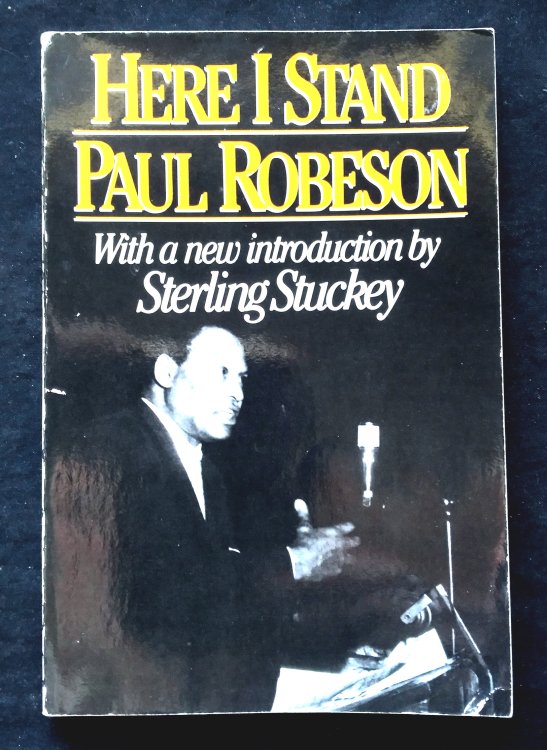 HERE I STAND
PAUL ROBESON
With a new introduction by
Sterling Stuckey